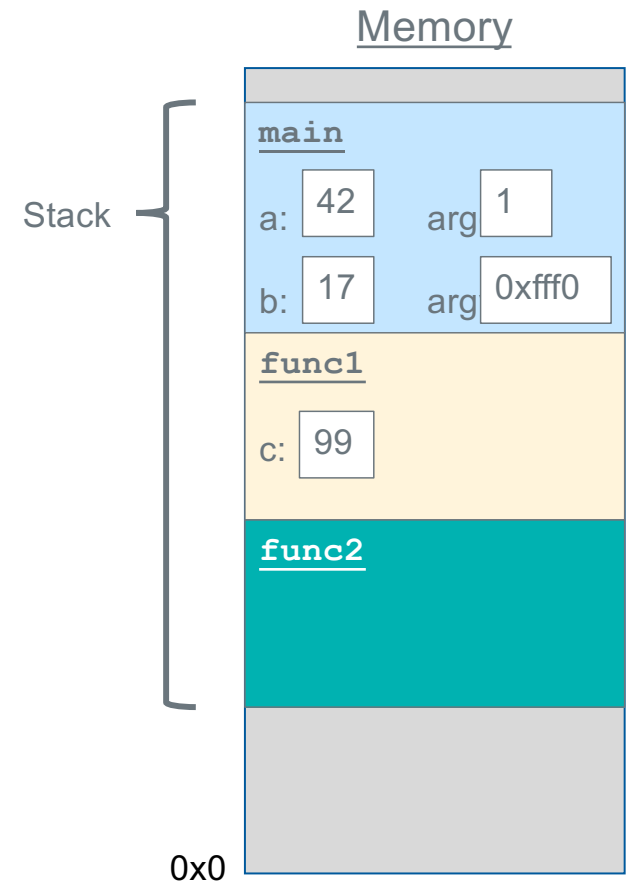 Memory
Stack
main
a: 42 arg 1
b: 17 arg 0xfff0
func1
c: 99
func2
0x0